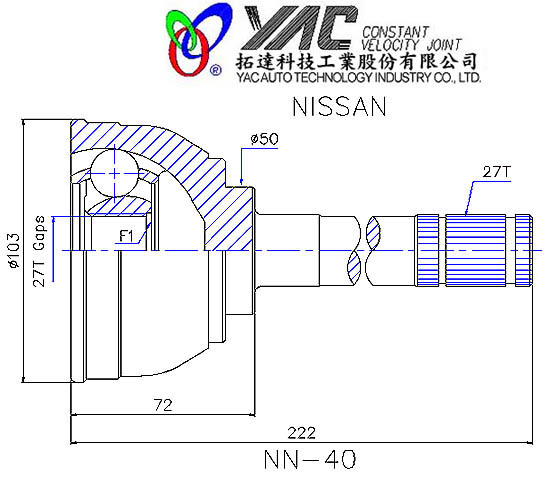 YAC CONSTANT
VELOCITY JOINT
®
拓達科技工業股份有限公司
YAC AUTO TECHNOLOGY INDUSTRY CO., LTD.
NISSAN
ø50
27T
ø103
27T Gaps
F1
72
222
NN-40